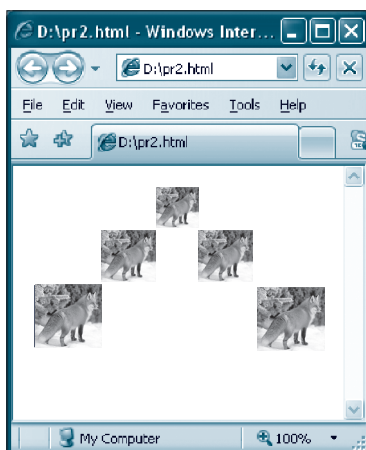 D:\pr2.html - Windows Inter...
D:\pr2.html
File Edit View Favorites Tools Help
D:\pr2.html
My Computer 100%